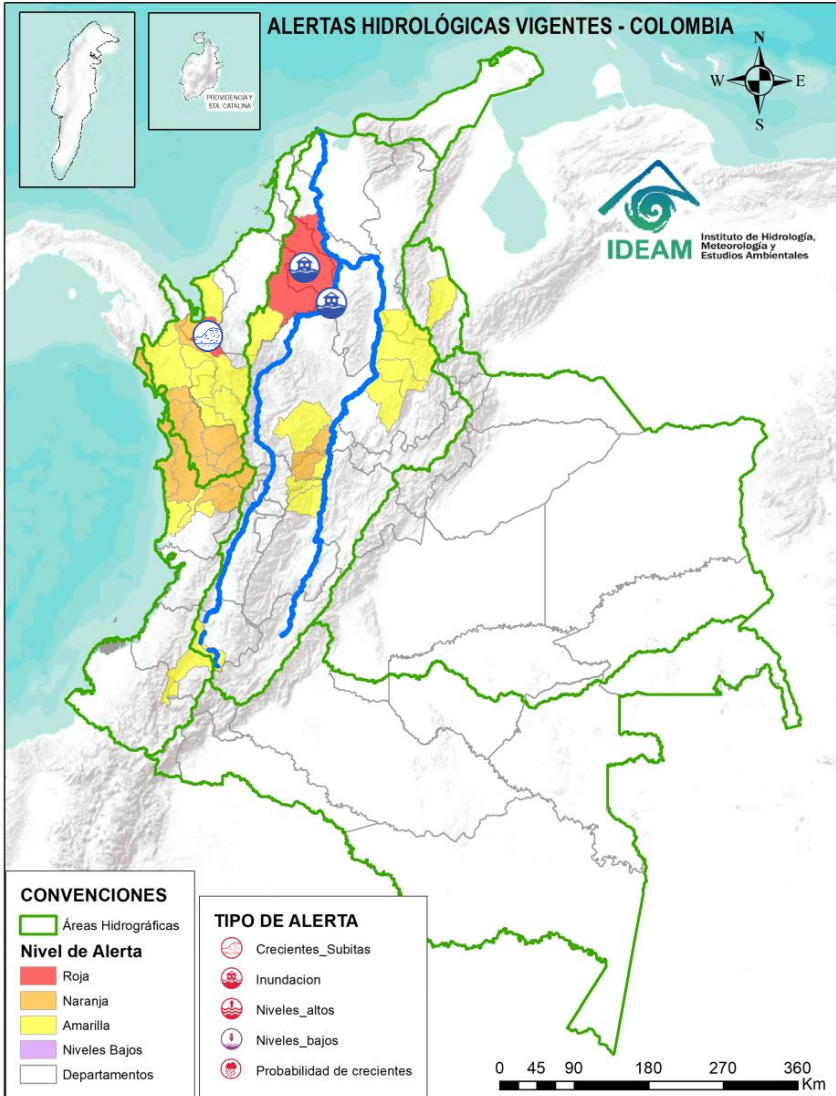 ALERTAS HIDROLÓGICAS VIGENTES - COLOMBIA
PROVIDENCIA Y
STA. CATALINA
N
W
E
S
IDEAM
Instituto de Hidrología,
Meteorología y
Estudios Ambientales
CONVENCIONES
Áreas Hidrográficas
Nivel de Alerta
Roja
Naranja
Amarilla
Niveles Bajos
Departamentos
TIPO DE ALERTA
Crecientes_Subitas
Inundacion
Niveles_altos
Niveles_bajos
Probabilidad de crecientes
0 45 90 180 270 360
Km